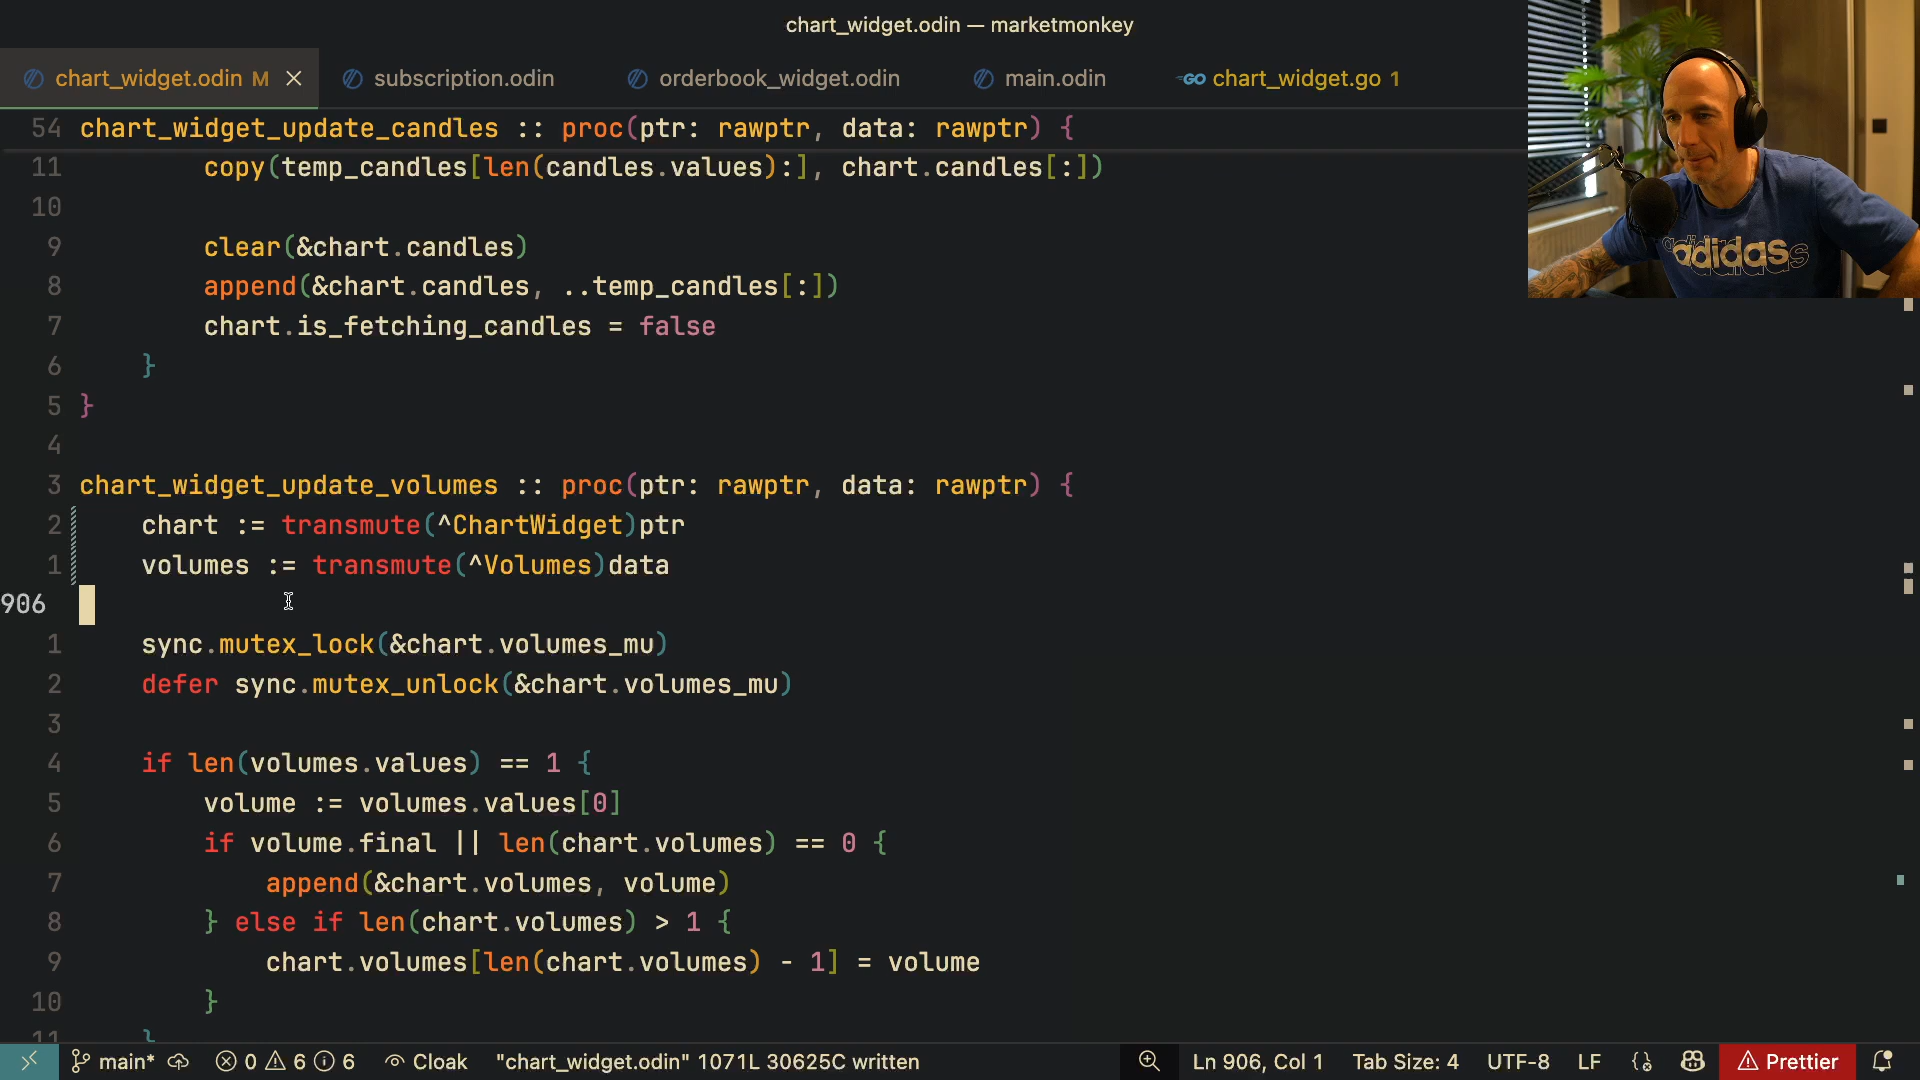 chart_widget.odin — marketmonkey
chart_widget.odin M subscription.odin orderbook_widget.odin main.odin GO chart_widget.go 1
54 chart_widget_update_candles :: proc(ptr: rawptr, data: rawptr) {
11 copy(temp_candles[len(candles.values):], chart.candles[:])
10
9 clear(&chart.candles)
8 append(&chart.candles, ..temp_candles[:])
7 chart.is_fetching_candles = false
6 }
5 }
4
3 chart_widget_update_volumes :: proc(ptr: rawptr, data: rawptr) {
2 chart := transmute(^ChartWidget)ptr
1 volumes := transmute(^Volumes)data
906
1 sync.mutex_lock(&chart.volumes_mu)
2 defer sync.mutex_unlock(&chart.volumes_mu)
3
4 if len(volumes.values) == 1 {
5 volume := volumes.values[0]
6 if volume.final || len(chart.volumes) == 0 {
7 append(&chart.volumes, volume)
8 } else if len(chart.volumes) > 1 {
9 chart.volumes[len(chart.volumes) - 1] = volume
10 }
11 }
main* 0 6 6 Cloak "chart_widget.odin" 1071L 30625C written Ln 906, Col 1 Tab Size: 4 UTF-8 LF Prettier
adidas